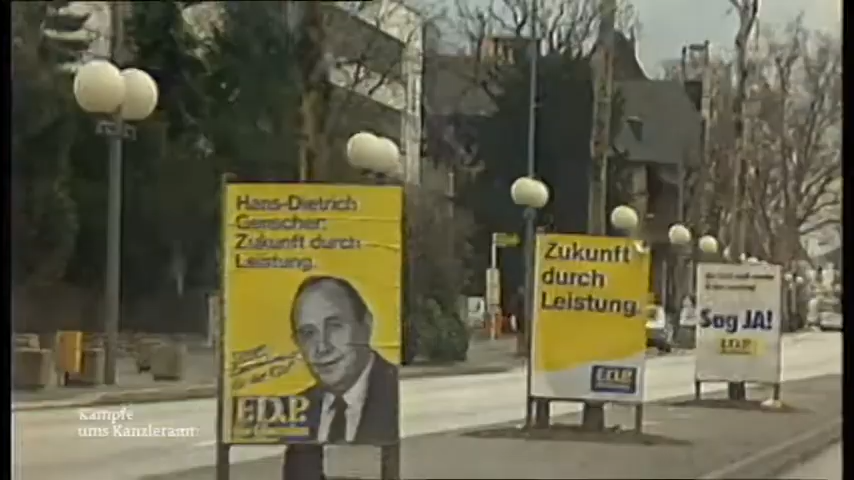 Hans-Dietrich
Genscher:
Zukunft durch
Leistung.
F.D.P.
Zukunft
durch
Leistung.
F.D.P.
Sag JA!
F.D.P.
Kämpfe
ums Kanzleramt